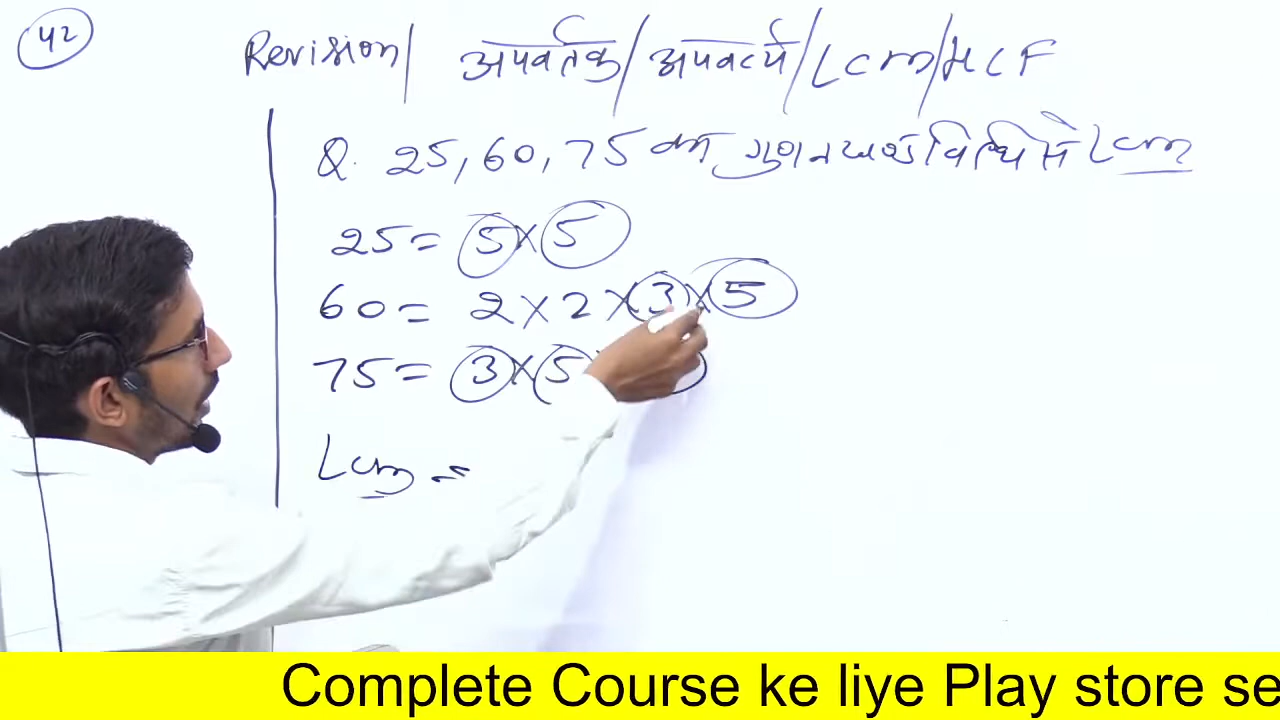 42
Revision/ अपवर्तक/अपवर्त्य/Lcm/HCF
Q. 25,60,75 का गुणनखण्ड विधि से Lcm
25= 5×5
60= 2×2×3×5
75= 3×5
Lcm =
Complete Course ke liye Play store se